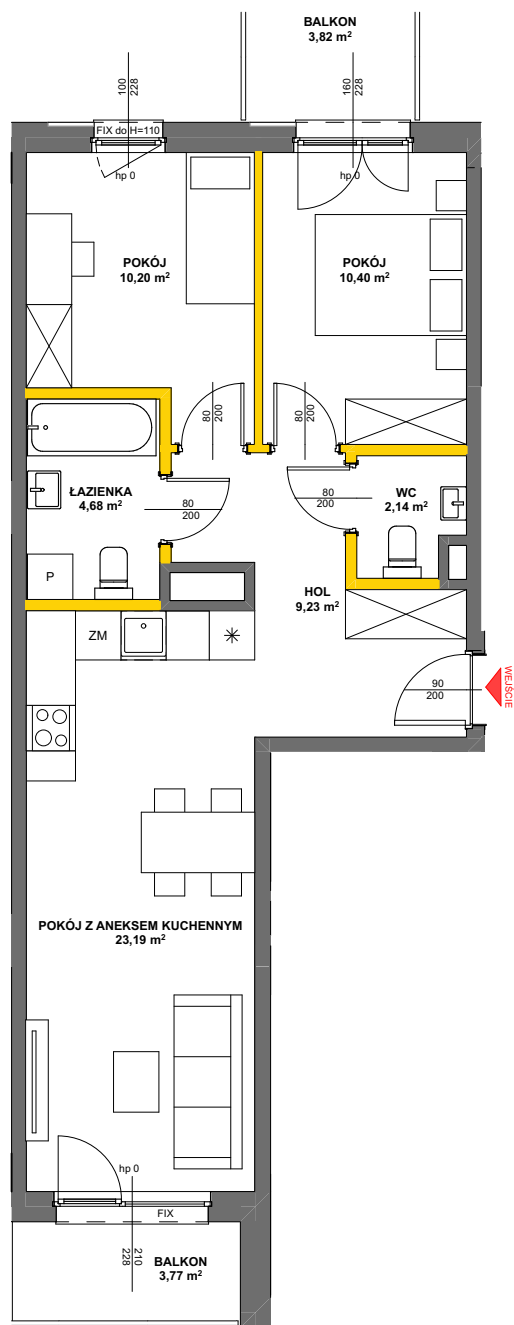 BALKON
3,82 m²
100
228
160
228
FIX do H=110
hp 0
hp 0
POKÓJ
10,20 m²
POKÓJ
10,40 m²
80
200
80
200
ŁAZIENKA
4,68 m²
80
200
80
200
WC
2,14 m²
P
HOL
9,23 m²
ZM
90
200
WEJŚCIE
POKÓJ Z ANEKSEM KUCHENNYM
23,19 m²
hp 0
FIX
210
228
BALKON
3,77 m²